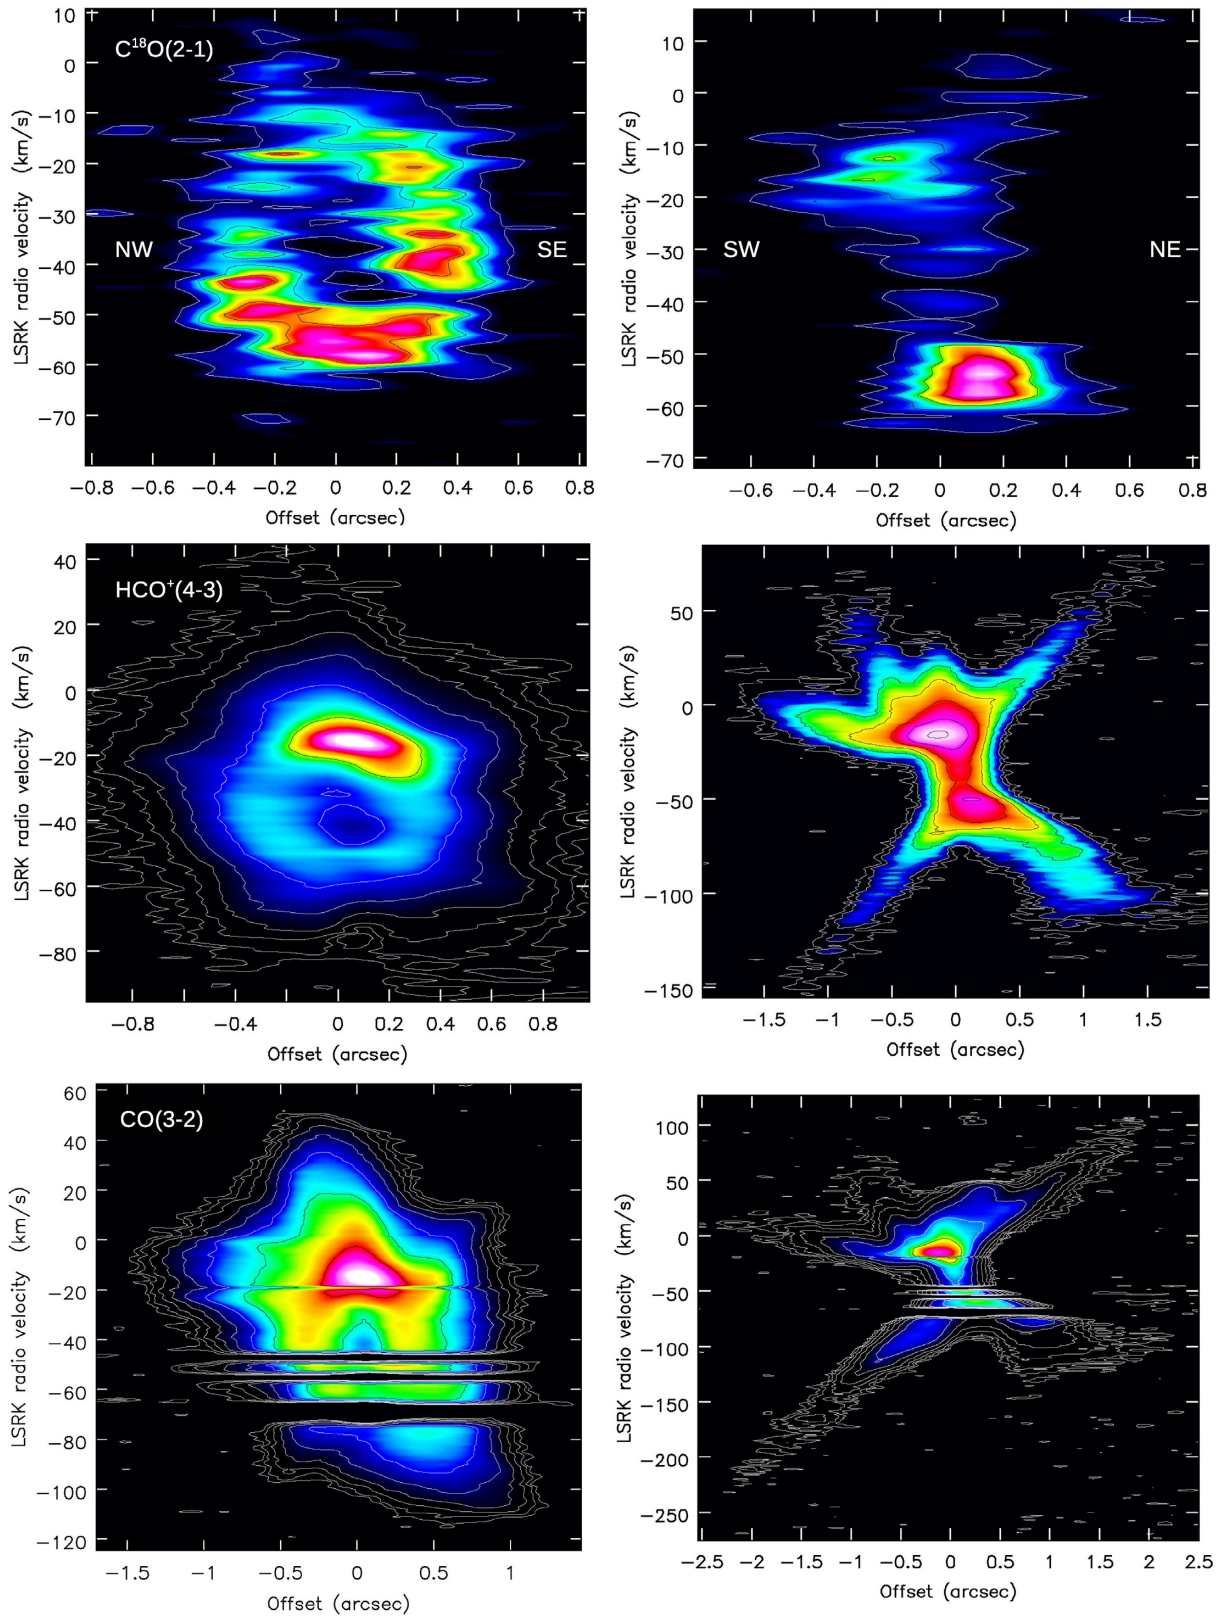 C¹⁸O(2-1)
NW
SE
LSRK radio velocity (km/s)
10
0
−10
−20
−30
−40
−50
−60
−70
−0.8 −0.6 −0.4 −0.2 0 0.2 0.4 0.6 0.8
Offset (arcsec)
SW
NE
LSRK radio velocity (km/s)
10
0
−10
−20
−30
−40
−50
−60
−70
−0.6 −0.4 −0.2 0 0.2 0.4 0.6 0.8
Offset (arcsec)
HCO⁺(4-3)
LSRK radio velocity (km/s)
40
20
0
−20
−40
−60
−80
−0.8 −0.4 0 0.2 0.4 0.6 0.8
Offset (arcsec)
LSRK radio velocity (km/s)
50
0
−50
−100
−150
−1.5 −1 −0.5 0 0.5 1 1.5
Offset (arcsec)
CO(3-2)
LSRK radio velocity (km/s)
60
40
20
0
−20
−40
−60
−80
−100
−120
−1.5 −1 −0.5 0 0.5 1
Offset (arcsec)
LSRK radio velocity (km/s)
100
50
0
−50
−100
−150
−200
−250
−2.5 −2 −1.5 −1 −0.5 0 0.5 1 1.5 2 2.5
Offset (arcsec)